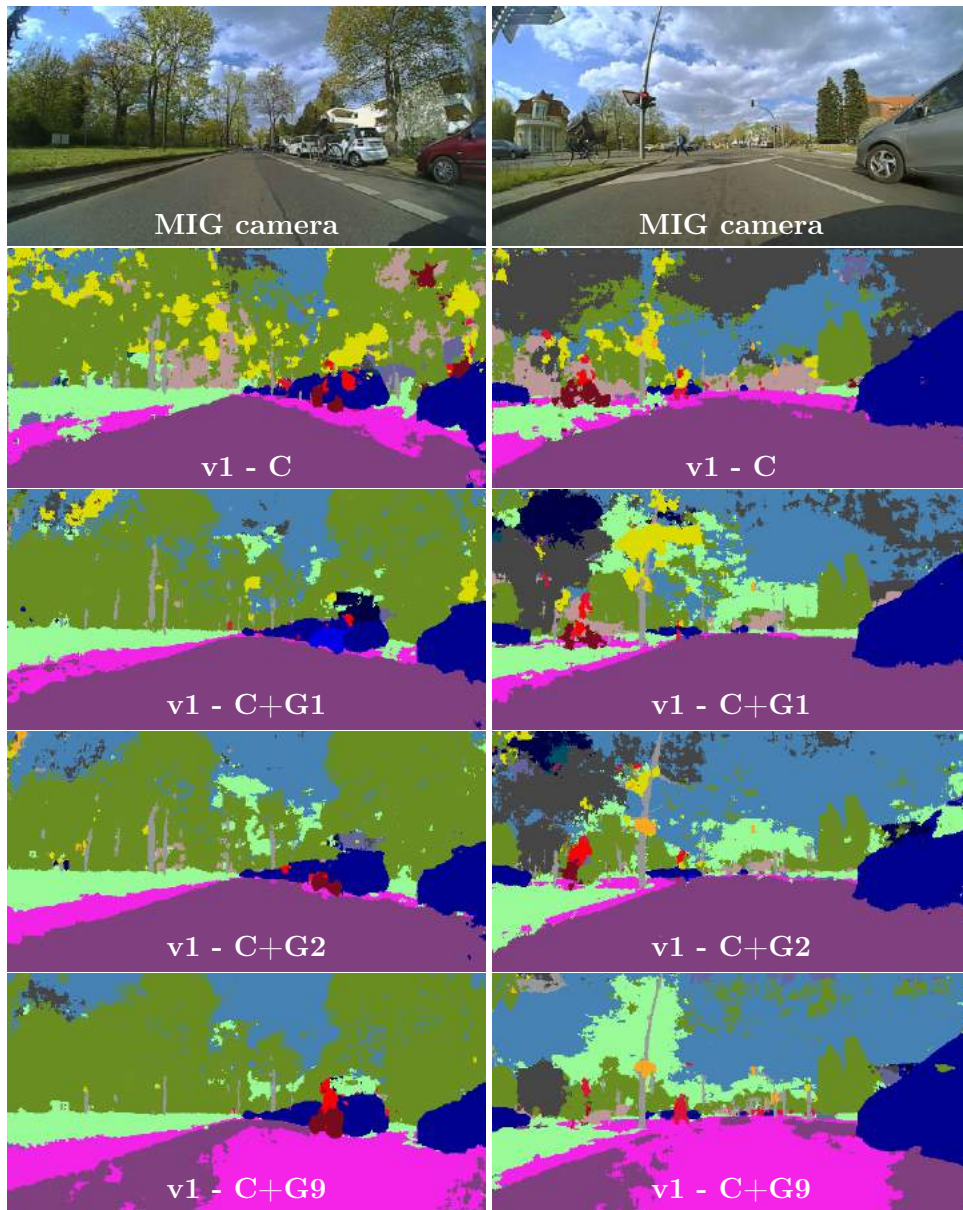 MIG camera MIG camera
v1 - C v1 - C
v1 - C+G1 v1 - C+G1
v1 - C+G2 v1 - C+G2
v1 - C+G9 v1 - C+G9